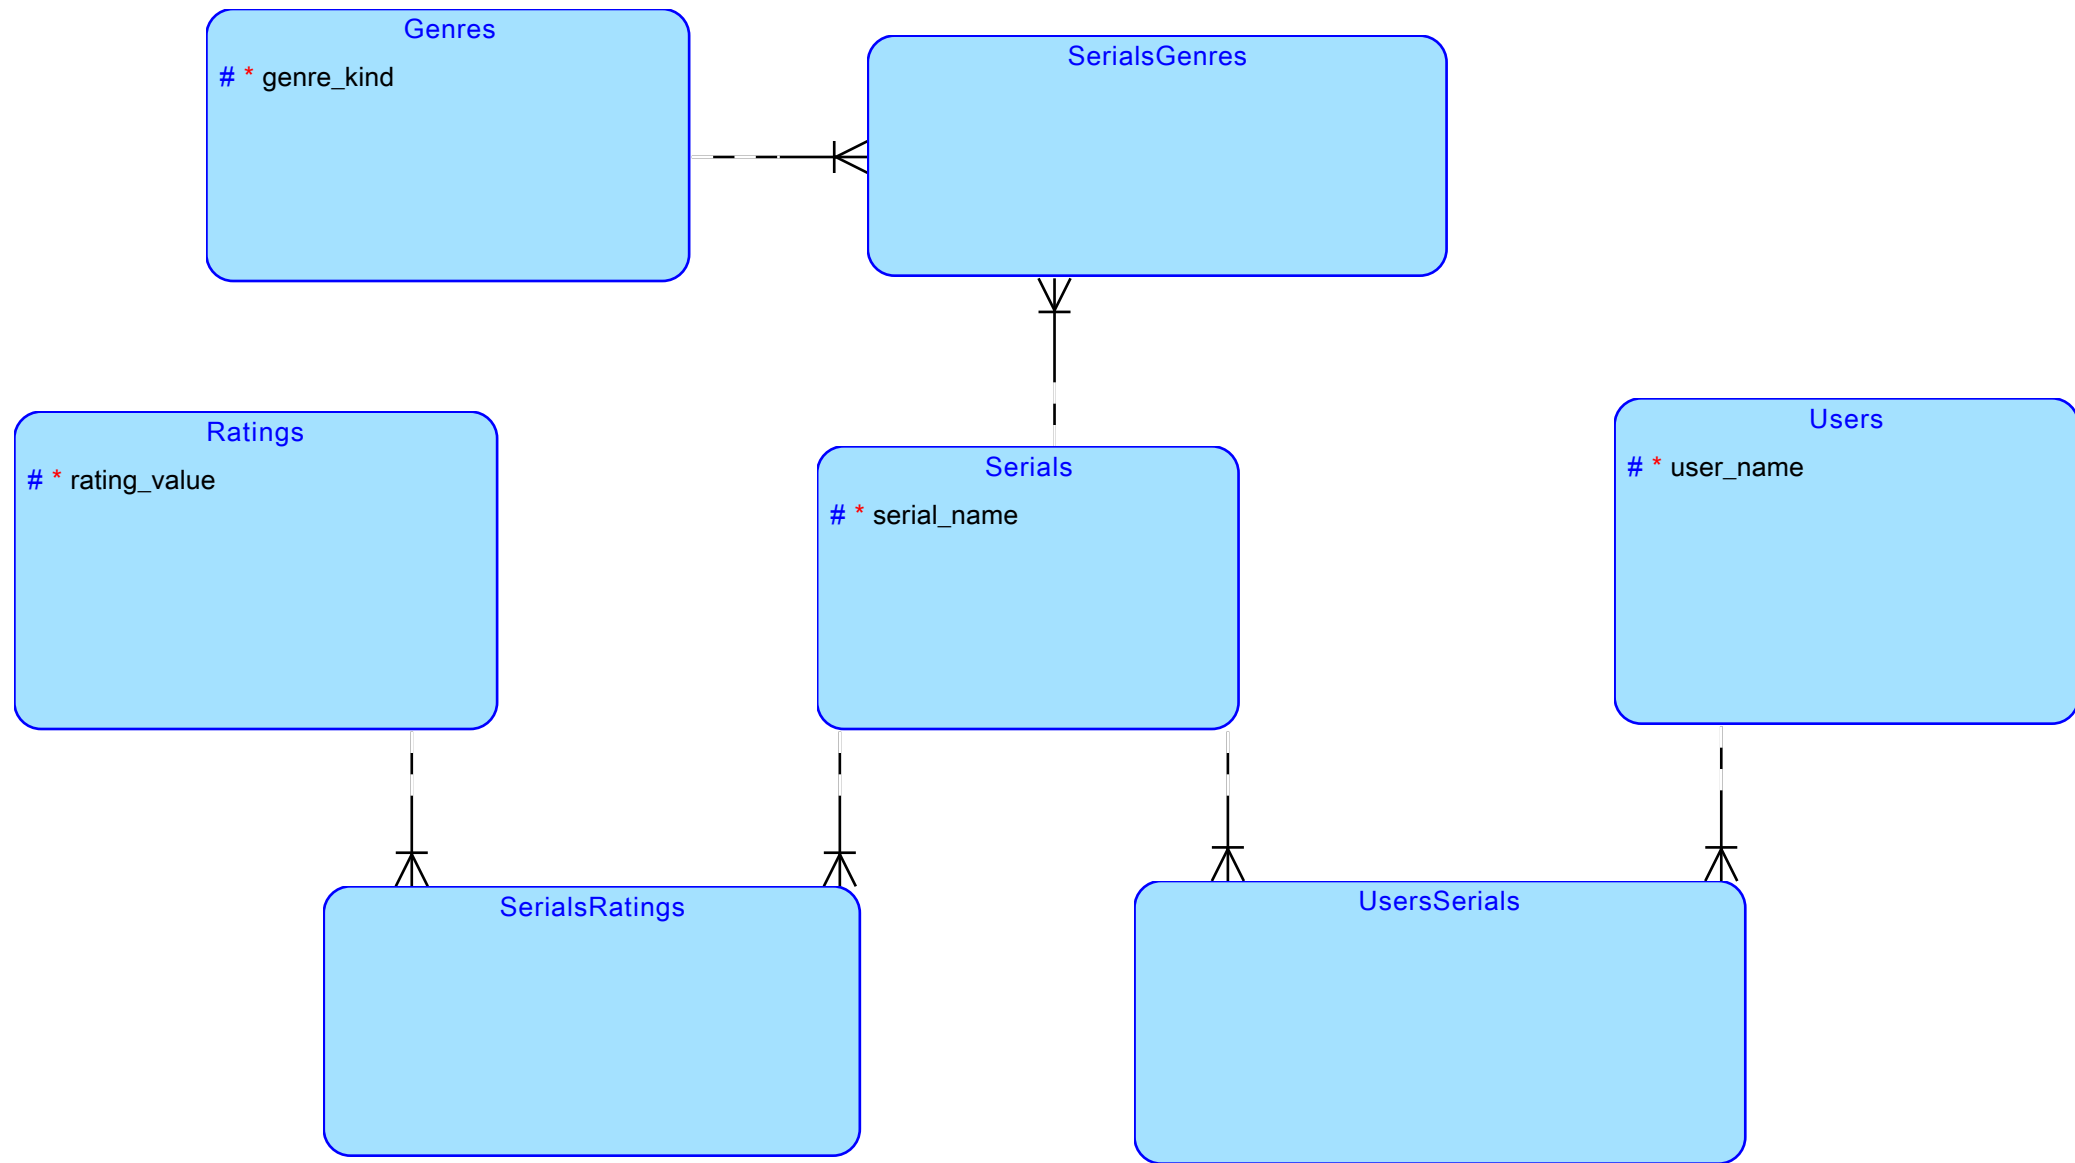 Genres
# * genre_kind
SerialsGenres
Ratings
# * rating_value
Serials
# * serial_name
Users
# * user_name
SerialsRatings
UsersSerials